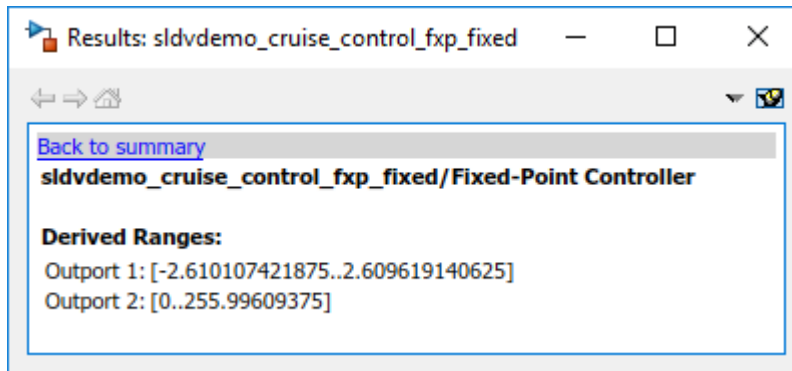 Results: sldvdemo_cruise_control_fxp_fixed
Back to summary
sldvdemo_cruise_control_fxp_fixed/Fixed-Point Controller
Derived Ranges:
Outport 1: [-2.610107421875..2.609619140625]
Outport 2: [0..255.99609375]